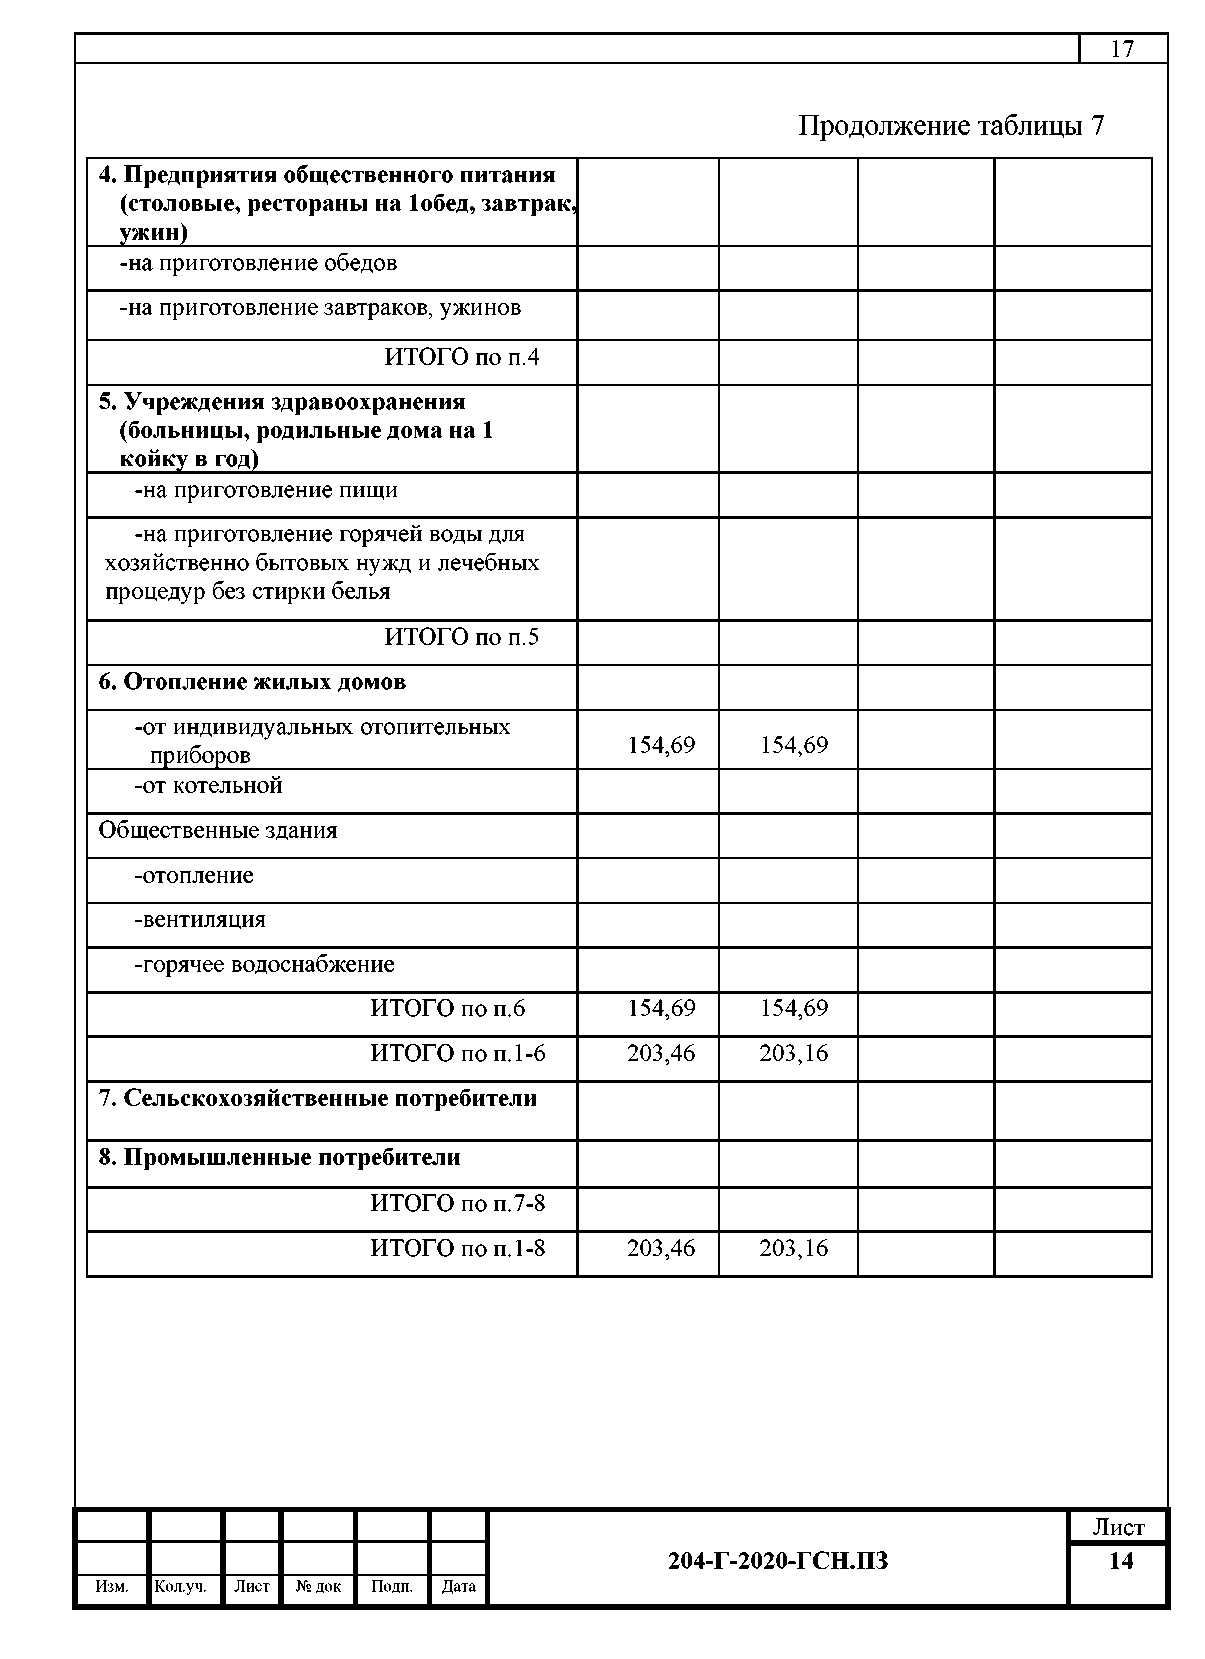 17
Продолжение таблицы 7
4. Предприятия общественного питания
(столовые, рестораны на 1обед, завтрак,
ужин)
-на приготовление обедов
-на приготовление завтраков, ужинов
ИТОГО по п.4
5. Учреждения здравоохранения
(больницы, родильные дома на 1
койку в год)
-на приготовление пищи
-на приготовление горячей воды для
хозяйственно бытовых нужд и лечебных
процедур без стирки белья
ИТОГО по п.5
6. Отопление жилых домов
-от индивидуальных отопительных
приборов 154,69 154,69
-от котельной
Общественные здания
-отопление
-вентиляция
-горячее водоснабжение
ИТОГО по п.6 154,69 154,69
ИТОГО по п.1-6 203,46 203,16
7. Сельскохозяйственные потребители
8. Промышленные потребители
ИТОГО по п.7-8
ИТОГО по п.1-8 203,46 203,16
Лист
204-Г-2020-ГСН.ПЗ 14
Изм. Кол.уч. Лист № док Подп. Дата